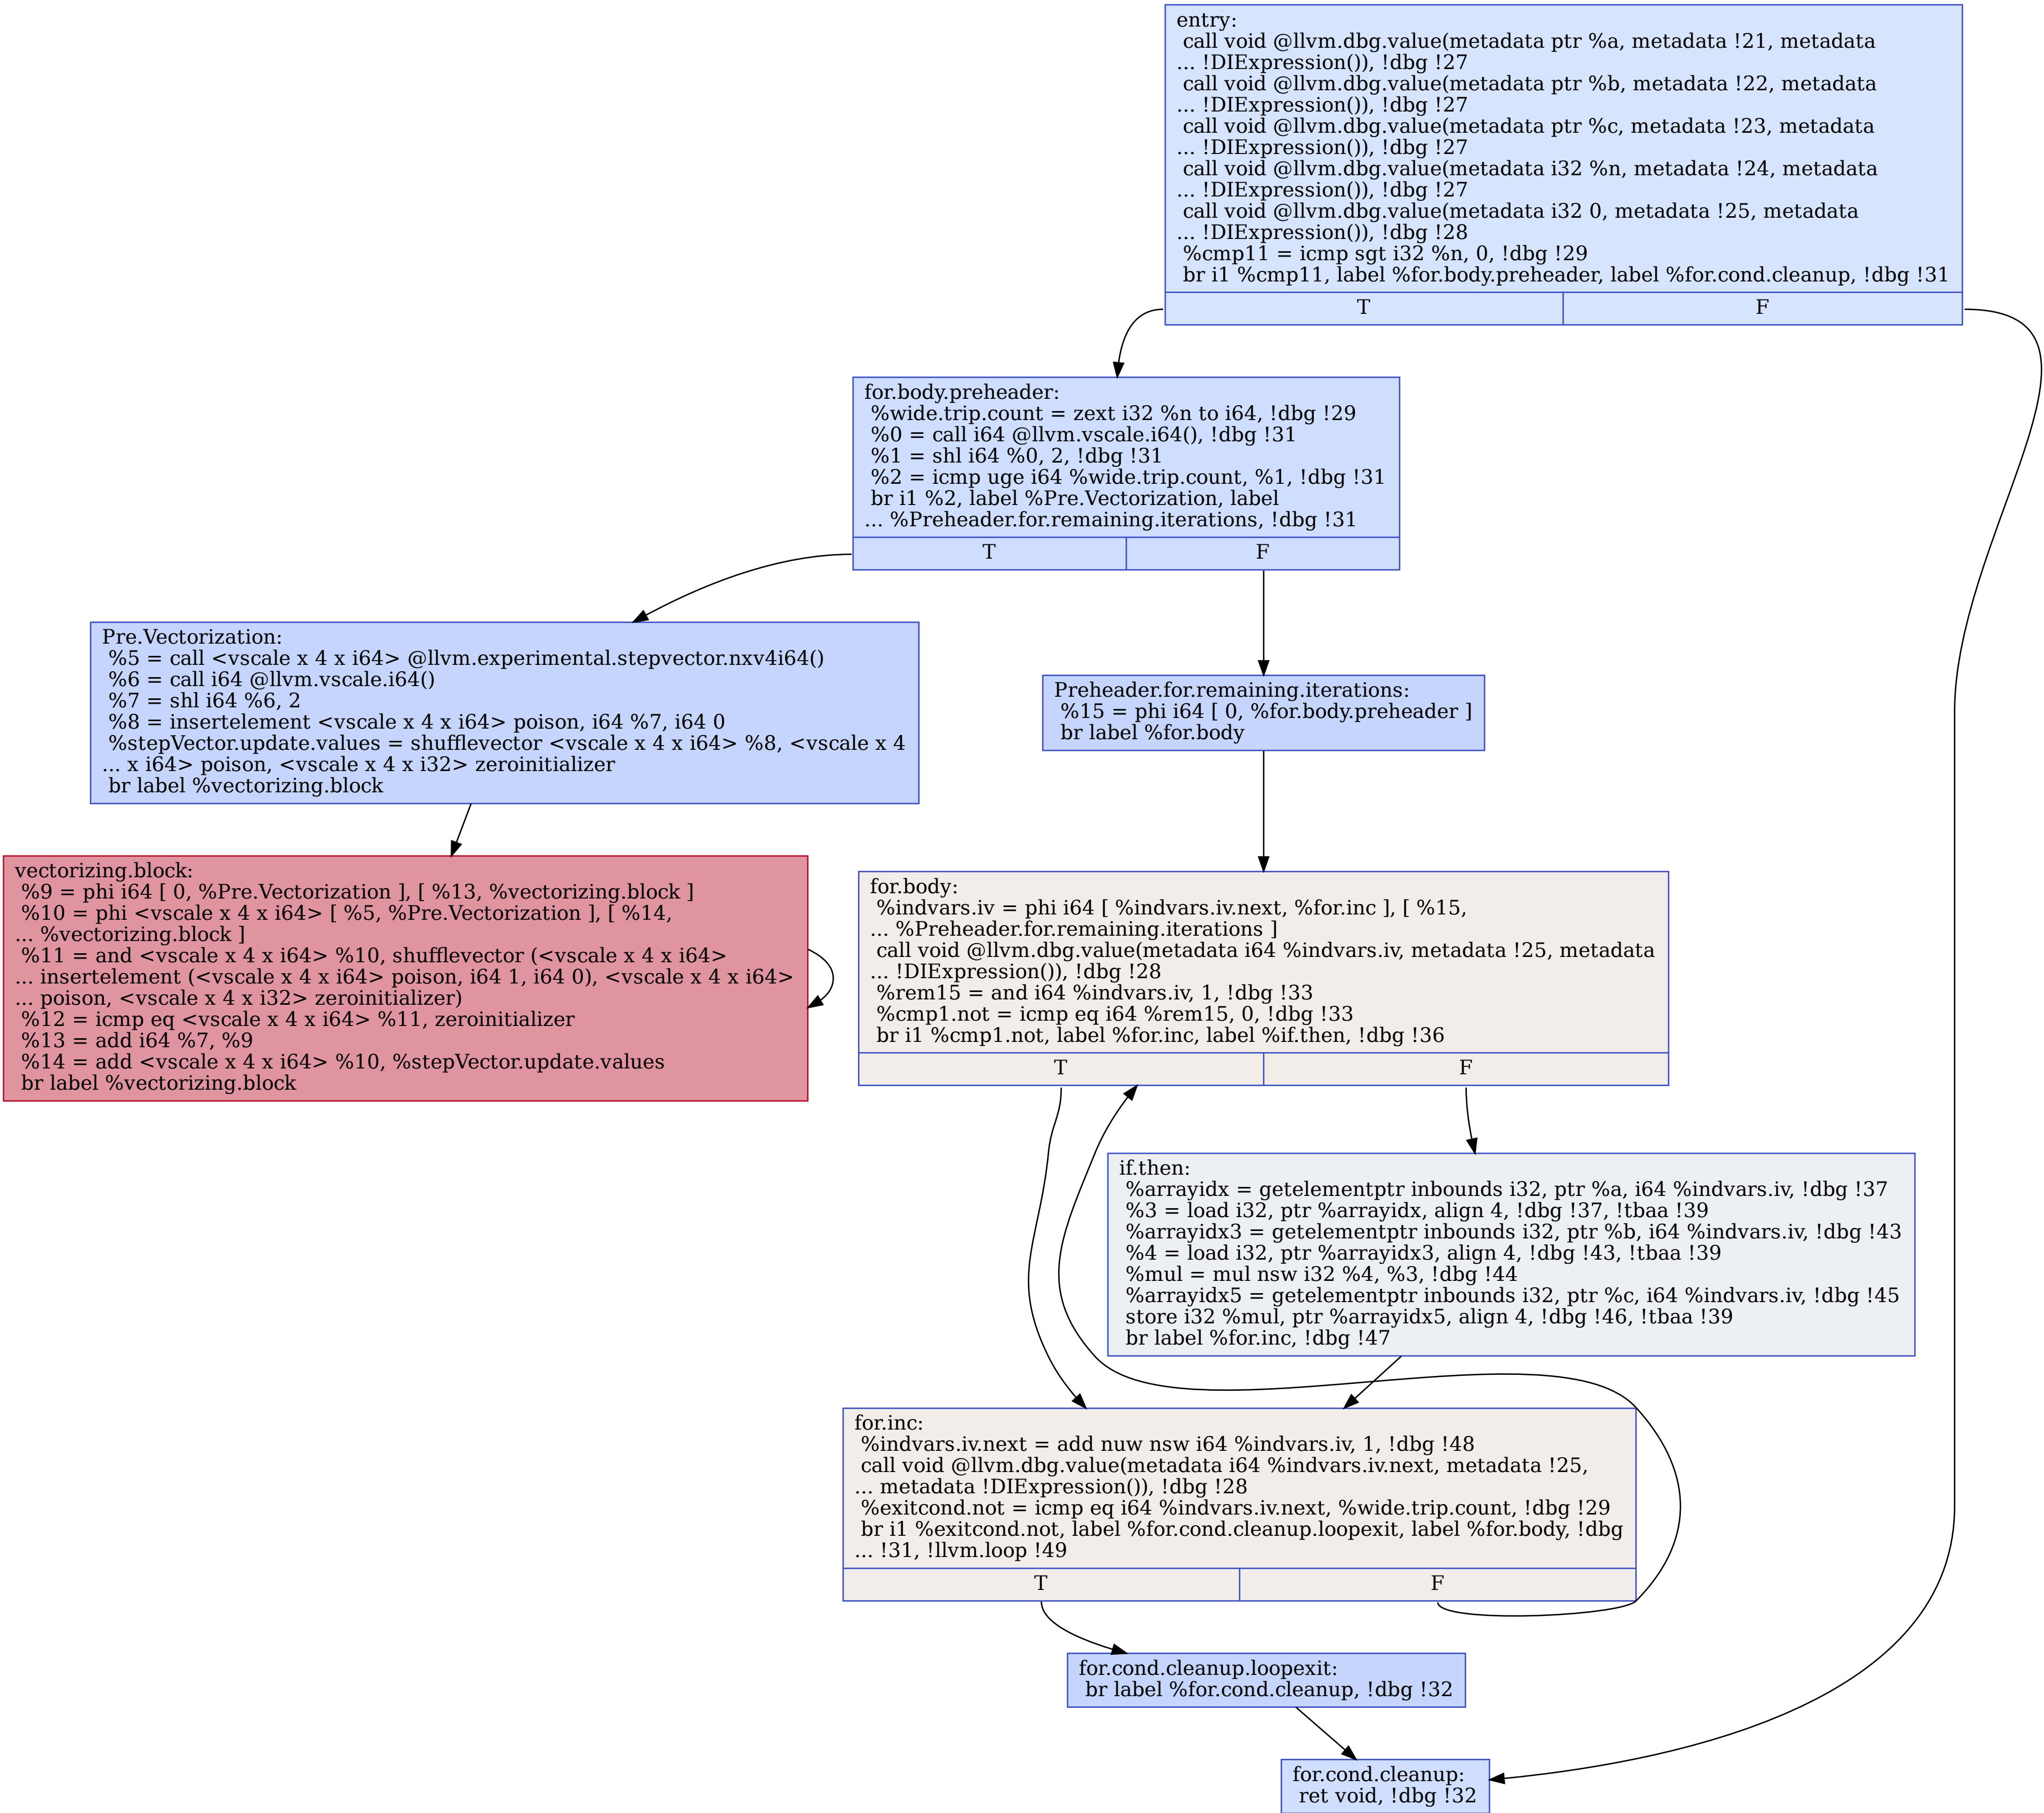 entry:
call void @llvm.dbg.value(metadata ptr %a, metadata !21, metadata
... !DIExpression()), !dbg !27
call void @llvm.dbg.value(metadata ptr %b, metadata !22, metadata
... !DIExpression()), !dbg !27
call void @llvm.dbg.value(metadata ptr %c, metadata !23, metadata
... !DIExpression()), !dbg !27
call void @llvm.dbg.value(metadata i32 %n, metadata !24, metadata
... !DIExpression()), !dbg !27
call void @llvm.dbg.value(metadata i32 0, metadata !25, metadata
... !DIExpression()), !dbg !28
%cmp11 = icmp sgt i32 %n, 0, !dbg !29
br i1 %cmp11, label %for.body.preheader, label %for.cond.cleanup, !dbg !31
T F
for.body.preheader:
%wide.trip.count = zext i32 %n to i64, !dbg !29
%0 = call i64 @llvm.vscale.i64(), !dbg !31
%1 = shl i64 %0, 2, !dbg !31
%2 = icmp uge i64 %wide.trip.count, %1, !dbg !31
br i1 %2, label %Pre.Vectorization, label
... %Preheader.for.remaining.iterations, !dbg !31
T F
Pre.Vectorization:
%5 = call <vscale x 4 x i64> @llvm.experimental.stepvector.nxv4i64()
%6 = call i64 @llvm.vscale.i64()
%7 = shl i64 %6, 2
%8 = insertelement <vscale x 4 x i64> poison, i64 %7, i64 0
%stepVector.update.values = shufflevector <vscale x 4 x i64> %8, <vscale x 4
... x i64> poison, <vscale x 4 x i32> zeroinitializer
br label %vectorizing.block
Preheader.for.remaining.iterations:
%15 = phi i64 [ 0, %for.body.preheader ]
br label %for.body
vectorizing.block:
%9 = phi i64 [ 0, %Pre.Vectorization ], [ %13, %vectorizing.block ]
%10 = phi <vscale x 4 x i64> [ %5, %Pre.Vectorization ], [ %14,
... %vectorizing.block ]
%11 = and <vscale x 4 x i64> %10, shufflevector (<vscale x 4 x i64>
... insertelement (<vscale x 4 x i64> poison, i64 1, i64 0), <vscale x 4 x i64>
... poison, <vscale x 4 x i32> zeroinitializer)
%12 = icmp eq <vscale x 4 x i64> %11, zeroinitializer
%13 = add i64 %7, %9
%14 = add <vscale x 4 x i64> %10, %stepVector.update.values
br label %vectorizing.block
for.body:
%indvars.iv = phi i64 [ %indvars.iv.next, %for.inc ], [ %15,
... %Preheader.for.remaining.iterations ]
call void @llvm.dbg.value(metadata i64 %indvars.iv, metadata !25, metadata
... !DIExpression()), !dbg !28
%rem15 = and i64 %indvars.iv, 1, !dbg !33
%cmp1.not = icmp eq i64 %rem15, 0, !dbg !33
br i1 %cmp1.not, label %for.inc, label %if.then, !dbg !36
T F
if.then:
%arrayidx = getelementptr inbounds i32, ptr %a, i64 %indvars.iv, !dbg !37
%3 = load i32, ptr %arrayidx, align 4, !dbg !37, !tbaa !39
%arrayidx3 = getelementptr inbounds i32, ptr %b, i64 %indvars.iv, !dbg !43
%4 = load i32, ptr %arrayidx3, align 4, !dbg !43, !tbaa !39
%mul = mul nsw i32 %4, %3, !dbg !44
%arrayidx5 = getelementptr inbounds i32, ptr %c, i64 %indvars.iv, !dbg !45
store i32 %mul, ptr %arrayidx5, align 4, !dbg !46, !tbaa !39
br label %for.inc, !dbg !47
for.inc:
%indvars.iv.next = add nuw nsw i64 %indvars.iv, 1, !dbg !48
call void @llvm.dbg.value(metadata i64 %indvars.iv.next, metadata !25,
... metadata !DIExpression()), !dbg !28
%exitcond.not = icmp eq i64 %indvars.iv.next, %wide.trip.count, !dbg !29
br i1 %exitcond.not, label %for.cond.cleanup.loopexit, label %for.body, !dbg
... !31, !llvm.loop !49
T F
for.cond.cleanup.loopexit:
br label %for.cond.cleanup, !dbg !32
for.cond.cleanup:
ret void, !dbg !32